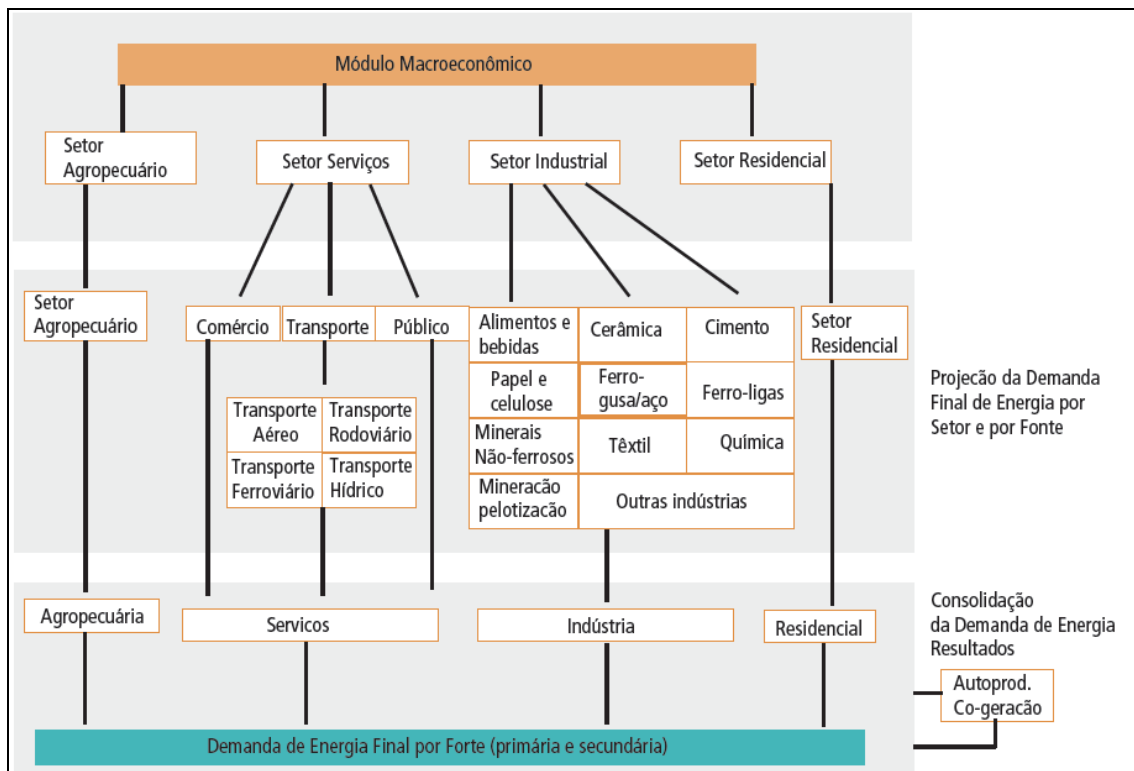 Módulo Macroeconômico
Setor
Agropecuário
Setor Serviços
Setor Industrial
Setor Residencial
Setor
Agropecuário
Comércio
Transporte
Público
Alimentos e
bebidas
Cerâmica
Cimento
Setor
Residencial
Papel e
celulose
Ferro-
gusa/aço
Ferro-ligas
Transporte
Aéreo
Transporte
Rodoviário
Minerais
Não-ferrosos
Têxtil
Química
Transporte
Ferroviário
Transporte
Hídrico
Mineracão
pelotizacão
Outras indústrias
Projecão da Demanda
Final de Energia por
Setor e por Fonte
Agropecuária
Servicos
Indústria
Residencial
Consolidação
da Demanda de Energia
Resultados
Autoprod.
Co-geracão
Demanda de Energia Final por Forte (primária e secundária)